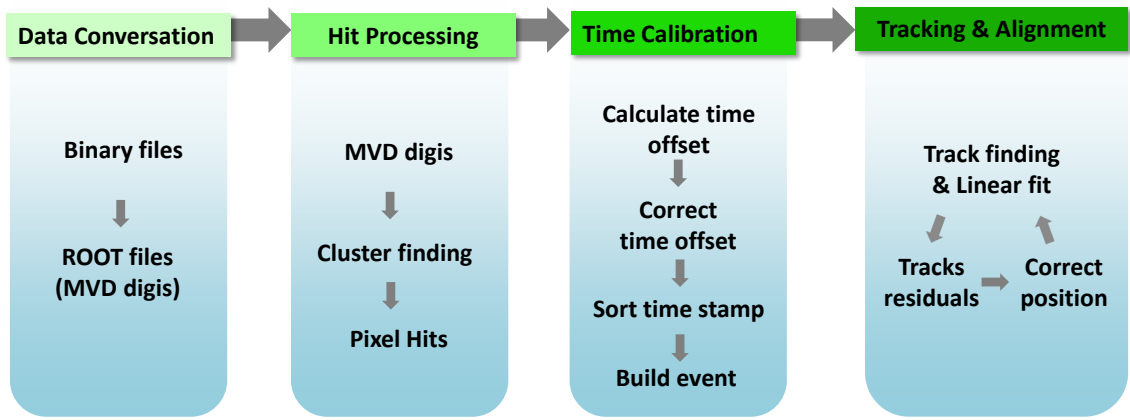 Data Conversation
Hit Processing
Time Calibration
Tracking & Alignment
Binary files
ROOT files
(MVD digis)
MVD digis
Cluster finding
Pixel Hits
Calculate time
offset
Correct
time offset
Sort time stamp
Build event
Track finding
& Linear fit
Tracks
residuals
Correct
position